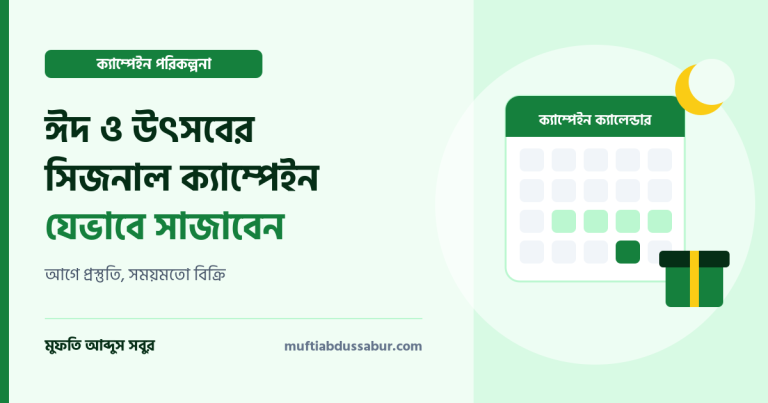 ক্যাম্পেইন পরিকল্পনা
ঈদ ও উৎসবের
সিজনাল ক্যাম্পেইন
যেভাবে সাজাবেন
আগে প্রস্তুতি, সময়মতো বিক্রি
মুফতি আব্দুস সবুর
muftiabdussabur.com
ক্যাম্পেইন ক্যালেন্ডার